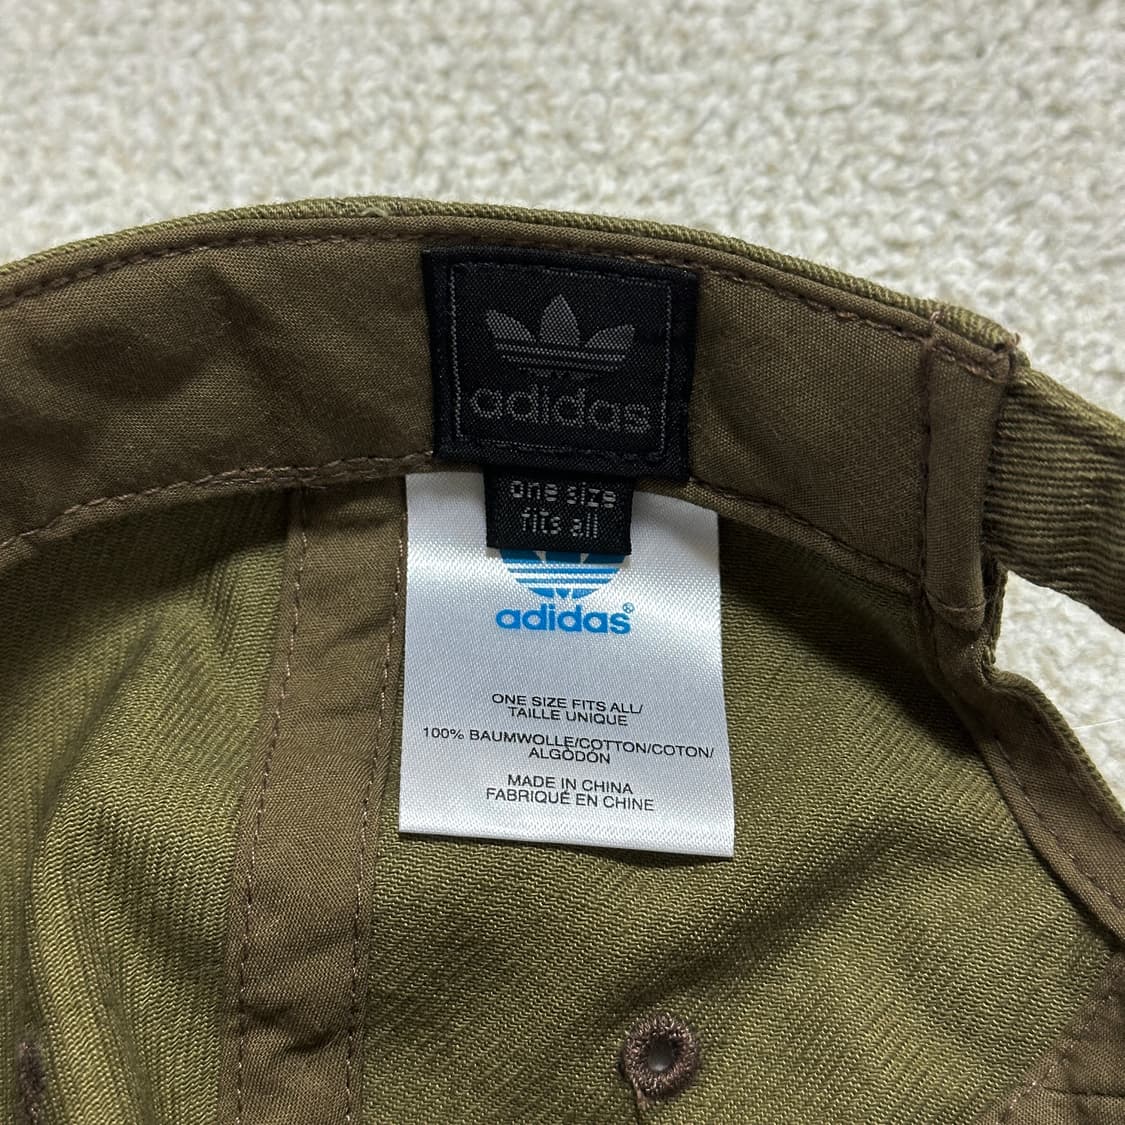 adidas
one size
fits all
adidas®
ONE SIZE FITS ALL/
TAILLE UNIQUE
100% BAUMWOLLE/COTTON/COTON/
ALGODÓN
MADE IN CHINA
FABRIQUÉ EN CHINE